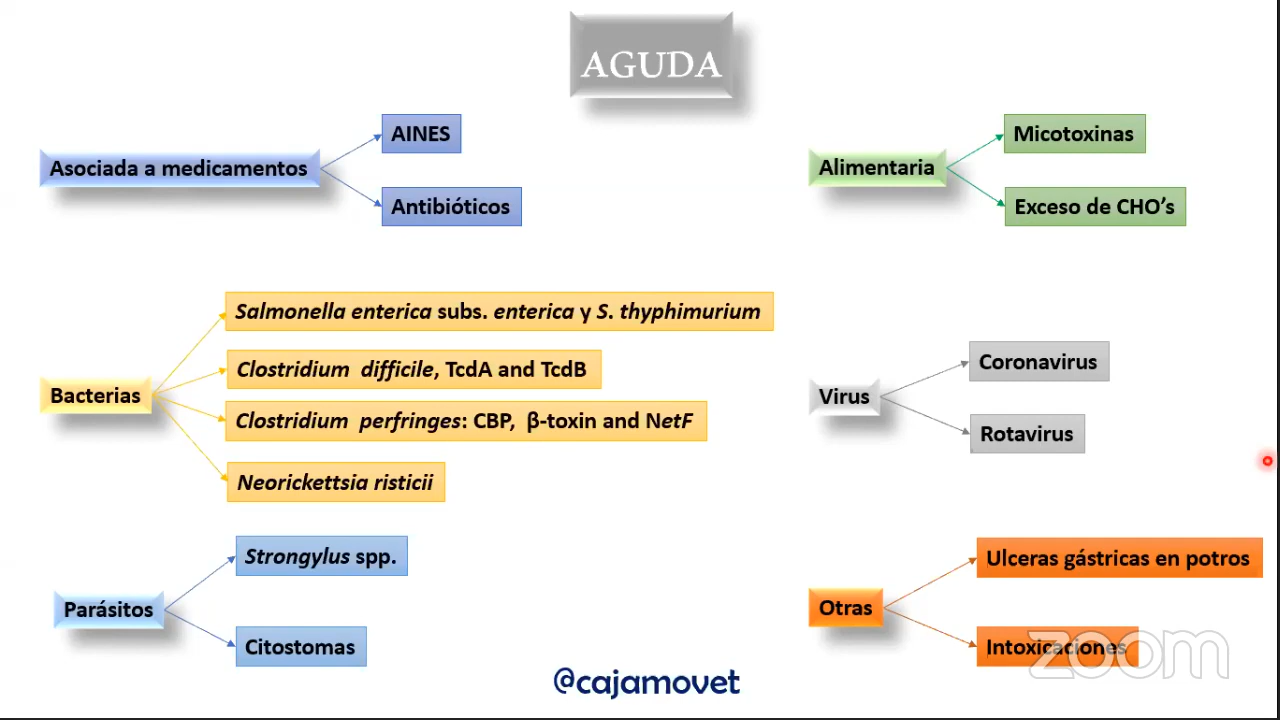 AGUDA
Asociada a medicamentos
AINES
Antibióticos
Alimentaria
Micotoxinas
Exceso de CHO’s
Bacterias
Salmonella enterica subs. enterica y S. thyphimurium
Clostridium difficile, TcdA and TcdB
Clostridium perfringes: CBP, β-toxin and NetF
Neorickettsia risticii
Virus
Coronavirus
Rotavirus
Parásitos
Strongylus spp.
Citostomas
Otras
Ulceras gástricas en potros
Intoxicaciones
zoom
@cajamovet